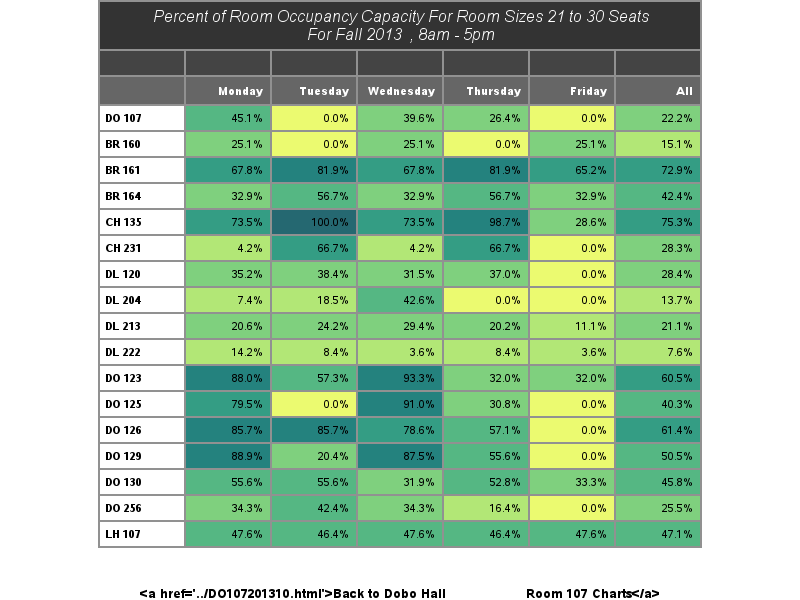 Percent of Room Occupancy Capacity For Room Sizes 21 to 30 Seats
For Fall 2013 , 8am - 5pm
Monday Tuesday Wednesday Thursday Friday All
DO 107 45.1% 0.0% 39.6% 26.4% 0.0% 22.2%
BR 160 25.1% 0.0% 25.1% 0.0% 25.1% 15.1%
BR 161 67.8% 81.9% 67.8% 81.9% 65.2% 72.9%
BR 164 32.9% 56.7% 32.9% 56.7% 32.9% 42.4%
CH 135 73.5% 100.0% 73.5% 98.7% 28.6% 75.3%
CH 231 4.2% 66.7% 4.2% 66.7% 0.0% 28.3%
DL 120 35.2% 38.4% 31.5% 37.0% 0.0% 28.4%
DL 204 7.4% 18.5% 42.6% 0.0% 0.0% 13.7%
DL 213 20.6% 24.2% 29.4% 20.2% 11.1% 21.1%
DL 222 14.2% 8.4% 3.6% 8.4% 3.6% 7.6%
DO 123 88.0% 57.3% 93.3% 32.0% 32.0% 60.5%
DO 125 79.5% 0.0% 91.0% 30.8% 0.0% 40.3%
DO 126 85.7% 85.7% 78.6% 57.1% 0.0% 61.4%
DO 129 88.9% 20.4% 87.5% 55.6% 0.0% 50.5%
DO 130 55.6% 55.6% 31.9% 52.8% 33.3% 45.8%
DO 256 34.3% 42.4% 34.3% 16.4% 0.0% 25.5%
LH 107 47.6% 46.4% 47.6% 46.4% 47.6% 47.1%
<a href='../DO107201310.html'>Back to Dobo Hall Room 107 Charts</a>